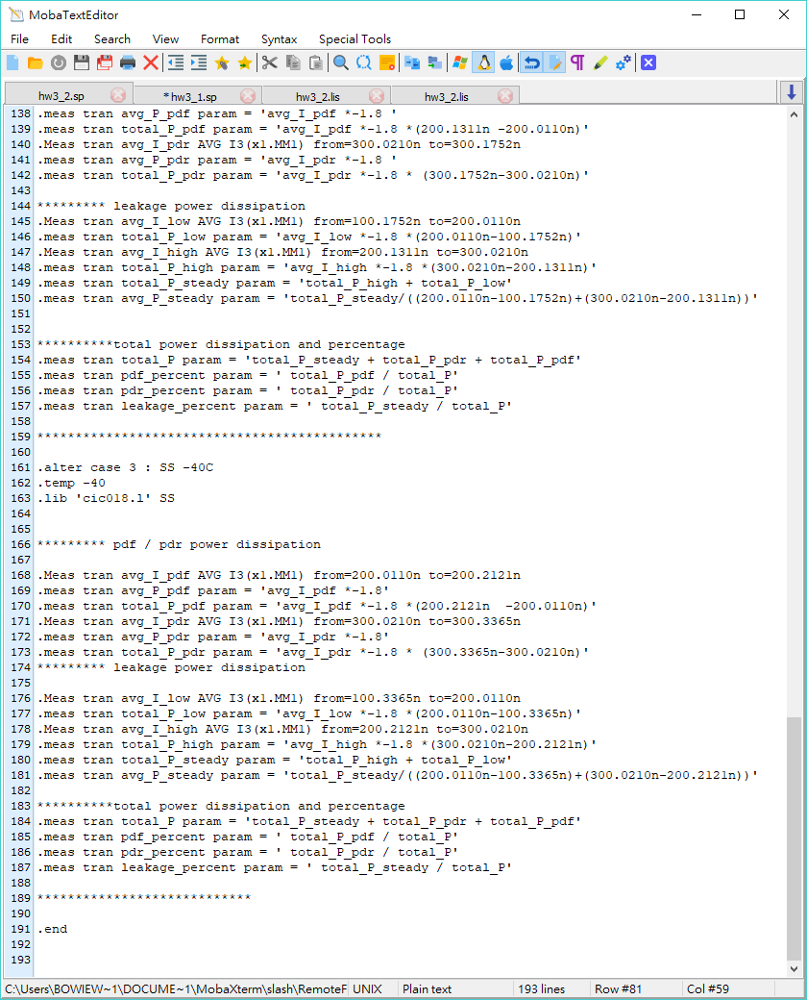 MobaTextEditor
File Edit Search View Format Syntax Special Tools
hw3_2.sp *hw3_1.sp hw3_2.lis hw3_2.lis
138 .meas tran avg_P_pdf param = 'avg_I_pdf *-1.8 '
139 .meas tran total_P_pdf param = 'avg_I_pdf *-1.8 *(200.1311n -200.0110n)'
140 .Meas tran avg_I_pdr AVG I3(x1.MM1) from=300.0210n to=300.1752n
141 .meas tran avg_P_pdr param = 'avg_I_pdr *-1.8 '
142 .meas tran total_P_pdr param = 'avg_I_pdr *-1.8 * (300.1752n-300.0210n)'
143
144 ********* leakage power dissipation
145 .Meas tran avg_I_low AVG I3(x1.MM1) from=100.1752n to=200.0110n
146 .meas tran total_P_low param = 'avg_I_low *-1.8 *(200.0110n-100.1752n)'
147 .Meas tran avg_I_high AVG I3(x1.MM1) from=200.1311n to=300.0210n
148 .meas tran total_P_high param = 'avg_I_high *-1.8 *(300.0210n-200.1311n)'
149 .meas tran total_P_steady param = 'total_P_high + total_P_low'
150 .meas tran avg_P_steady param = 'total_P_steady/((200.0110n-100.1752n)+(300.0210n-200.1311n))'
151
152
153 **********total power dissipation and percentage
154 .meas tran total_P param = 'total_P_steady + total_P_pdr + total_P_pdf'
155 .meas tran pdf_percent param = ' total_P_pdf / total_P'
156 .meas tran pdr_percent param = ' total_P_pdr / total_P'
157 .meas tran leakage_percent param = ' total_P_steady / total_P'
158
159 *********************************************
160
161 .alter case 3 : SS -40C
162 .temp -40
163 .lib 'cic018.l' SS
164
165
166 ********* pdf / pdr power dissipation
167
168 .Meas tran avg_I_pdf AVG I3(x1.MM1) from=200.0110n to=200.2121n
169 .meas tran avg_P_pdf param = 'avg_I_pdf *-1.8'
170 .meas tran total_P_pdf param = 'avg_I_pdf *-1.8 *(200.2121n  -200.0110n)'
171 .Meas tran avg_I_pdr AVG I3(x1.MM1) from=300.0210n to=300.3365n
172 .meas tran avg_P_pdr param = 'avg_I_pdr *-1.8'
173 .meas tran total_P_pdr param = 'avg_I_pdr *-1.8 * (300.3365n-300.0210n)'
174 ********* leakage power dissipation
175
176 .Meas tran avg_I_low AVG I3(x1.MM1) from=100.3365n to=200.0110n
177 .meas tran total_P_low param = 'avg_I_low *-1.8 *(200.0110n-100.3365n)'
178 .Meas tran avg_I_high AVG I3(x1.MM1) from=200.2121n to=300.0210n
179 .meas tran total_P_high param = 'avg_I_high *-1.8 *(300.0210n-200.2121n)'
180 .meas tran total_P_steady param = 'total_P_high + total_P_low'
181 .meas tran avg_P_steady param = 'total_P_steady/((200.0110n-100.3365n)+(300.0210n-200.2121n))'
182
183 **********total power dissipation and percentage
184 .meas tran total_P param = 'total_P_steady + total_P_pdr + total_P_pdf'
185 .meas tran pdf_percent param = ' total_P_pdf / total_P'
186 .meas tran pdr_percent param = ' total_P_pdr / total_P'
187 .meas tran leakage_percent param = ' total_P_steady / total_P'
188
189 ****************************
190
191 .end
192
193
C:\Users\BOWIEW~1\DOCUME~1\MobaXterm\slash\RemoteF UNIX Plain text 193 lines Row #81 Col #59